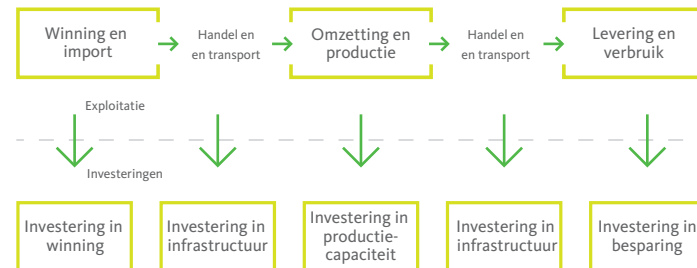 Winning en
import
Handel en
en transport
Omzetting en
productie
Handel en
en transport
Levering en
verbruik
Exploitatie
Investeringen
Investering in
winning
Investering in
infrastructuur
Investering in
productie-
capaciteit
Investering in
infrastructuur
Investering in
besparing